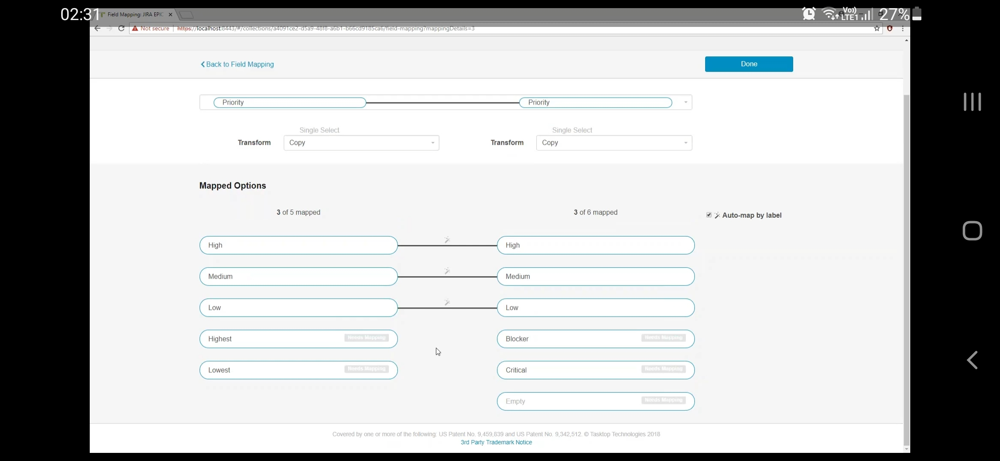 02:31
Field Mapping: JIRA EPIC
Vo))
LTE1
27%
Not secure
https://localhost:8443/#/collections/a4091ce2-d5a9-48f8-a6b1-b66cd9185ca6/field-mapping?mappingDetails=3
Back to Field Mapping
Done
Priority
Priority
Single Select
Single Select
Transform
Copy
Transform
Copy
Mapped Options
3 of 5 mapped
3 of 6 mapped
Auto-map by label
High
High
Medium
Medium
Low
Low
Highest
Needs Mapping
Blocker
Needs Mapping
Lowest
Needs Mapping
Critical
Needs Mapping
Empty
Needs Mapping
Covered by one or more of the following: US Patent No. 9,459,839 and US Patent No. 9,342,512. © Tasktop Technologies 2018
3rd Party Trademark Notice